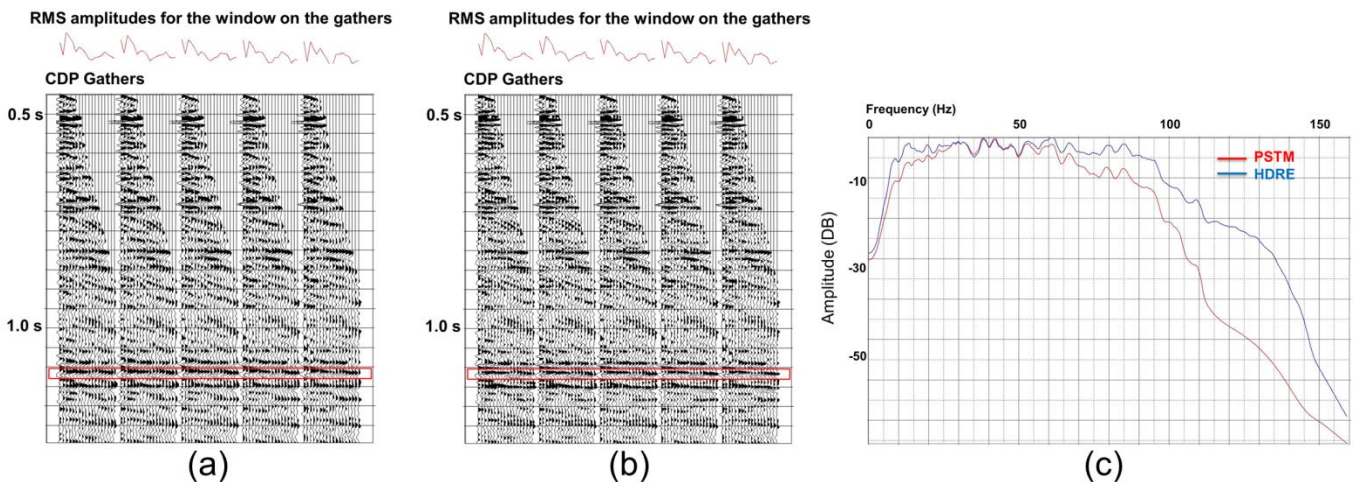 RMS amplitudes for the window on the gathers
CDP Gathers
0.5 s
1.0 s
(a)
RMS amplitudes for the window on the gathers
CDP Gathers
0.5 s
1.0 s
(b)
Frequency (Hz)
0 50 100 150
PSTM
HDRE
-10
-30
-50
Amplitude (DB)
(c)